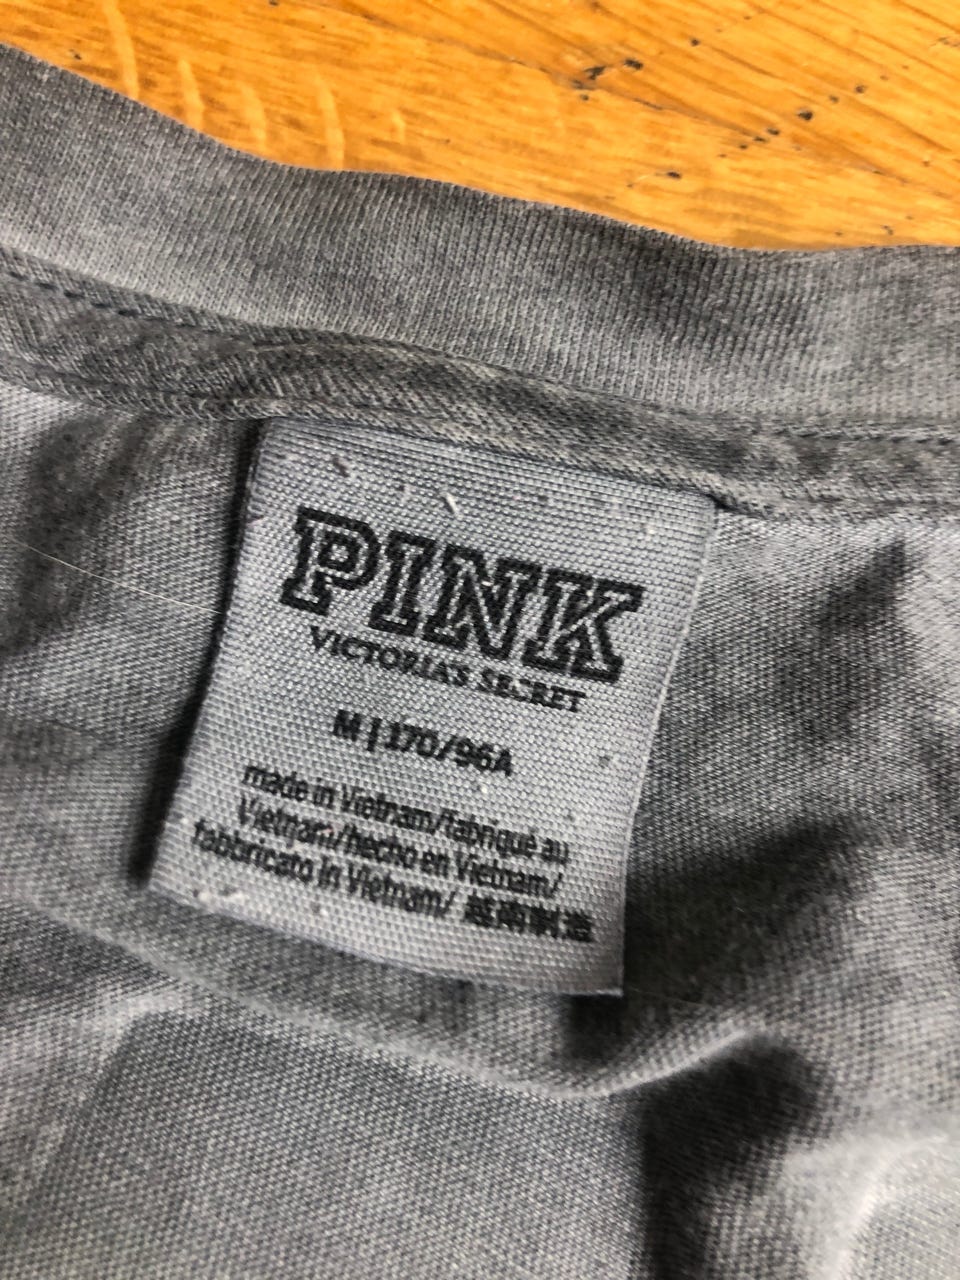 PINK
VICTORIA'S SECRET
M | 170/96A
made in Vietnam/fabriqué au
Vietnam/hecho en Vietnam/
fabbricato in Vietnam/ 越南制造